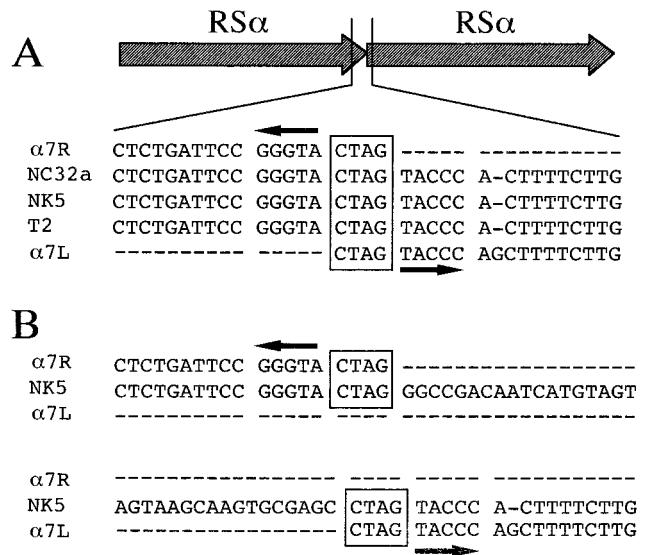 RSα RSα
A
α7R CTCTGATTCC GGGTA CTAG ----- -----------
NC32a CTCTGATTCC GGGTA CTAG TACCC A-CTTTTCTTG
NK5 CTCTGATTCC GGGTA CTAG TACCC A-CTTTTCTTG
T2 CTCTGATTCC GGGTA CTAG TACCC A-CTTTTCTTG
α7L ---------- ----- CTAG TACCC AGCTTTTCTTG
B
α7R CTCTGATTCC GGGTA CTAG ----- -----------
NK5 CTCTGATTCC GGGTA CTAG GGCCGACAATCATGTAGT
α7L ---------- ----- ---- ----- -----------
α7R ---------------- ---- ----- -----------
NK5 AGTAAGCAAGTGCGAGC CTAG TACCC A-CTTTTCTTG
α7L ---------------- CTAG TACCC AGCTTTTCTTG